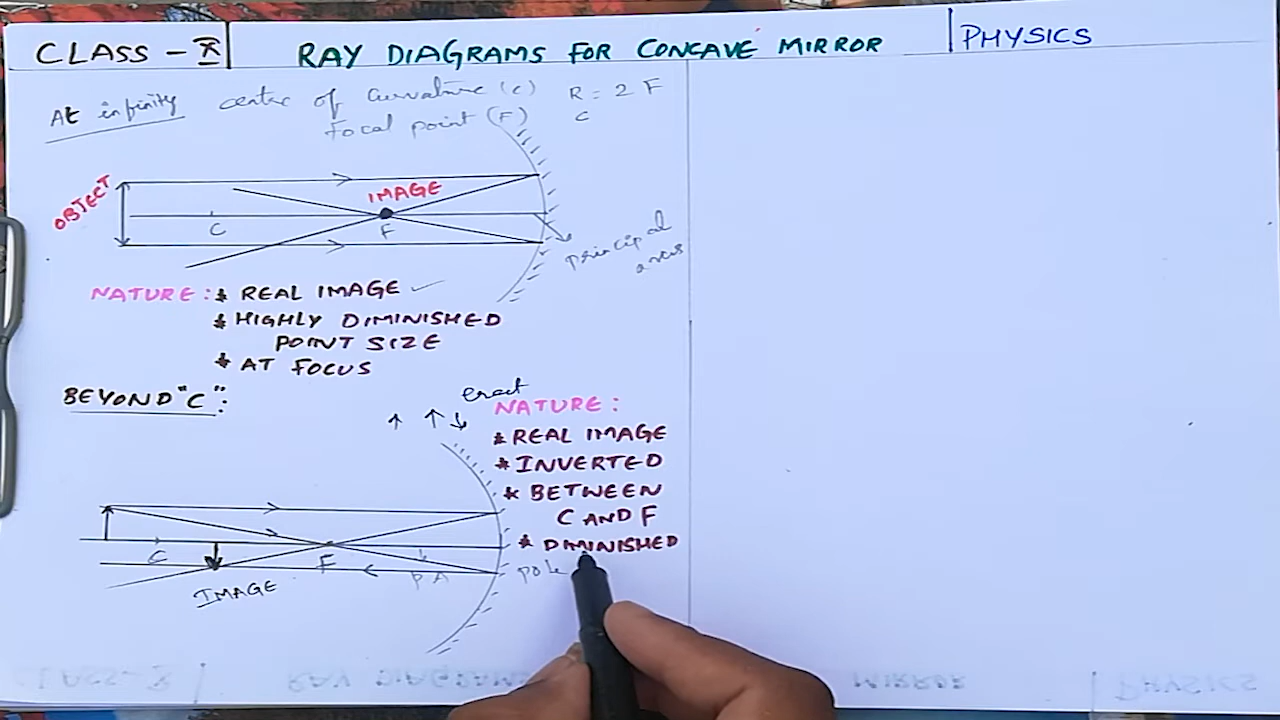 CLASS - X
RAY DIAGRAMS FOR CONCAVE MIRROR
PHYSICS
At infinity centre of Curvature (C) R = 2 F
Focal point (F) C
OBJECT
IMAGE
C
F
principal
axis
NATURE: * REAL IMAGE
* HIGHLY DIMINISHED
POINT SIZE
* AT FOCUS
BEYOND "C":
erect
NATURE:
* REAL IMAGE
* INVERTED
* BETWEEN
C AND F
* DIMINISHED
C
F
P A
pole
IMAGE